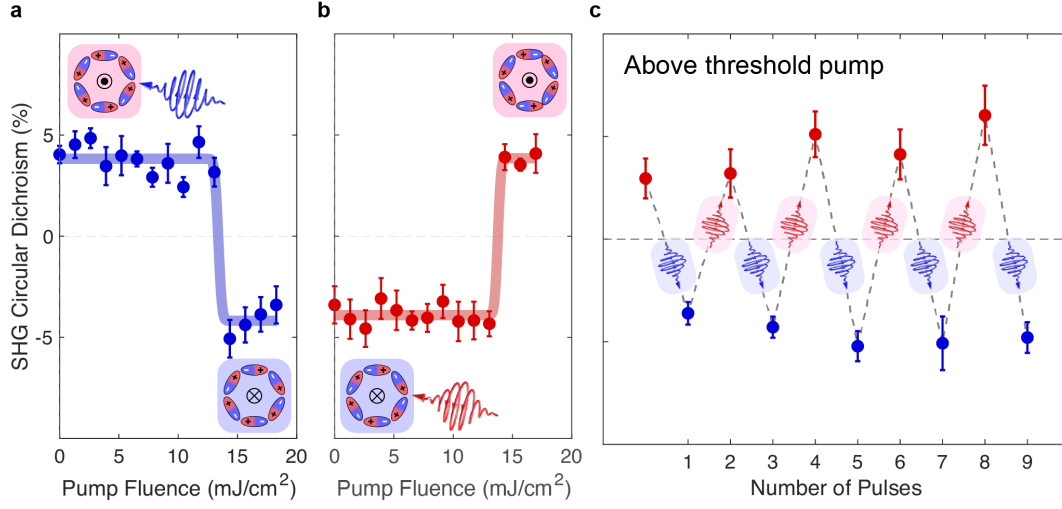 a
b
c
SHG Circular Dichroism (%)
5
0
-5
0
5
10
15
20
Pump Fluence (mJ/cm²)
0
5
10
15
20
Pump Fluence (mJ/cm²)
Above threshold pump
1
2
3
4
5
6
7
8
9
Number of Pulses